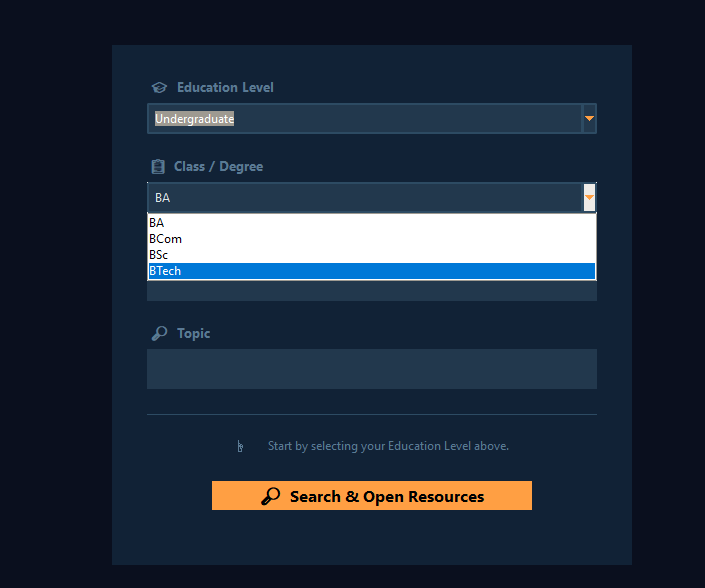 Education Level
Undergraduate
Class / Degree
BA
BA
BCom
BSc
BTech
Topic
Start by selecting your Education Level above.
Search & Open Resources